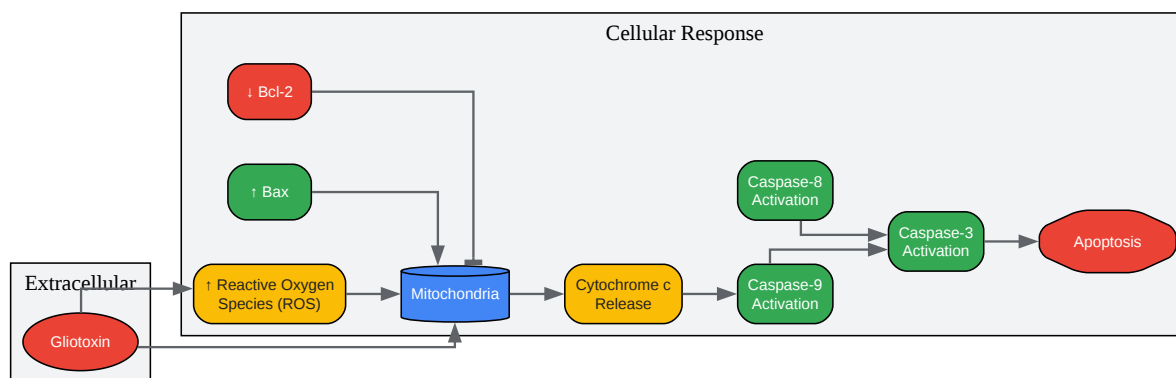 Cellular Response
↓ Bcl-2
↑ Bax
Caspase-8
Activation
Caspase-3
Activation
Apoptosis
Extracellular
↑ Reactive Oxygen
Species (ROS)
Mitochondria
Cytochrome c
Release
Caspase-9
Activation
Gliotoxin